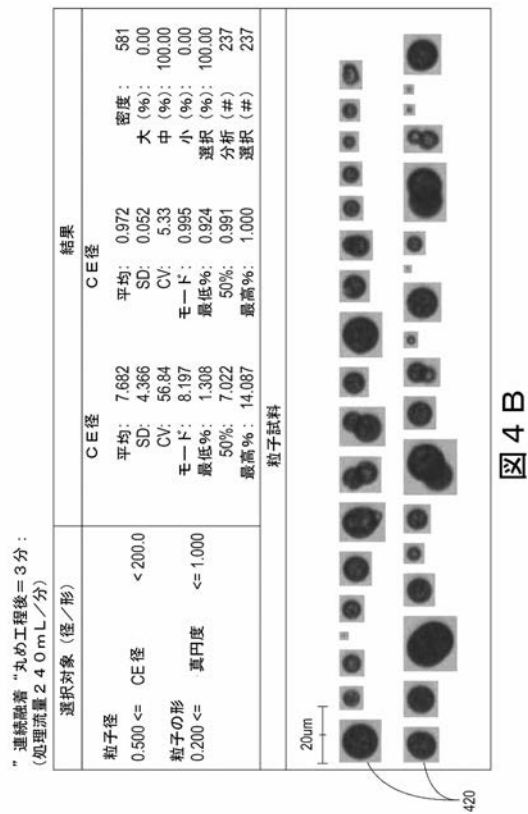 ”連続融着“丸め工程後＝3分：
（処理流量240mL／分）
選択対象（径／形）
粒子径
0.500 <= CE径 < 200.0
粒子の形
0.200 <= 真円度 <= 1.000
結果
CE径 CE径
平均: 7.682 平均: 0.972 密度: 581
SD: 4.366 SD: 0.052 大 (%): 0.00
CV: 56.84 CV: 5.33 中 (%): 100.00
モード: 8.197 モード: 0.995 小 (%): 0.00
最低%: 1.308 最低%: 0.924 選択 (%): 100.00
50%: 7.022 50%: 0.991 分析 (#) 237
最高%: 14.087 最高%: 1.000 選択 (#) 237
粒子試料
20um
420
図4B